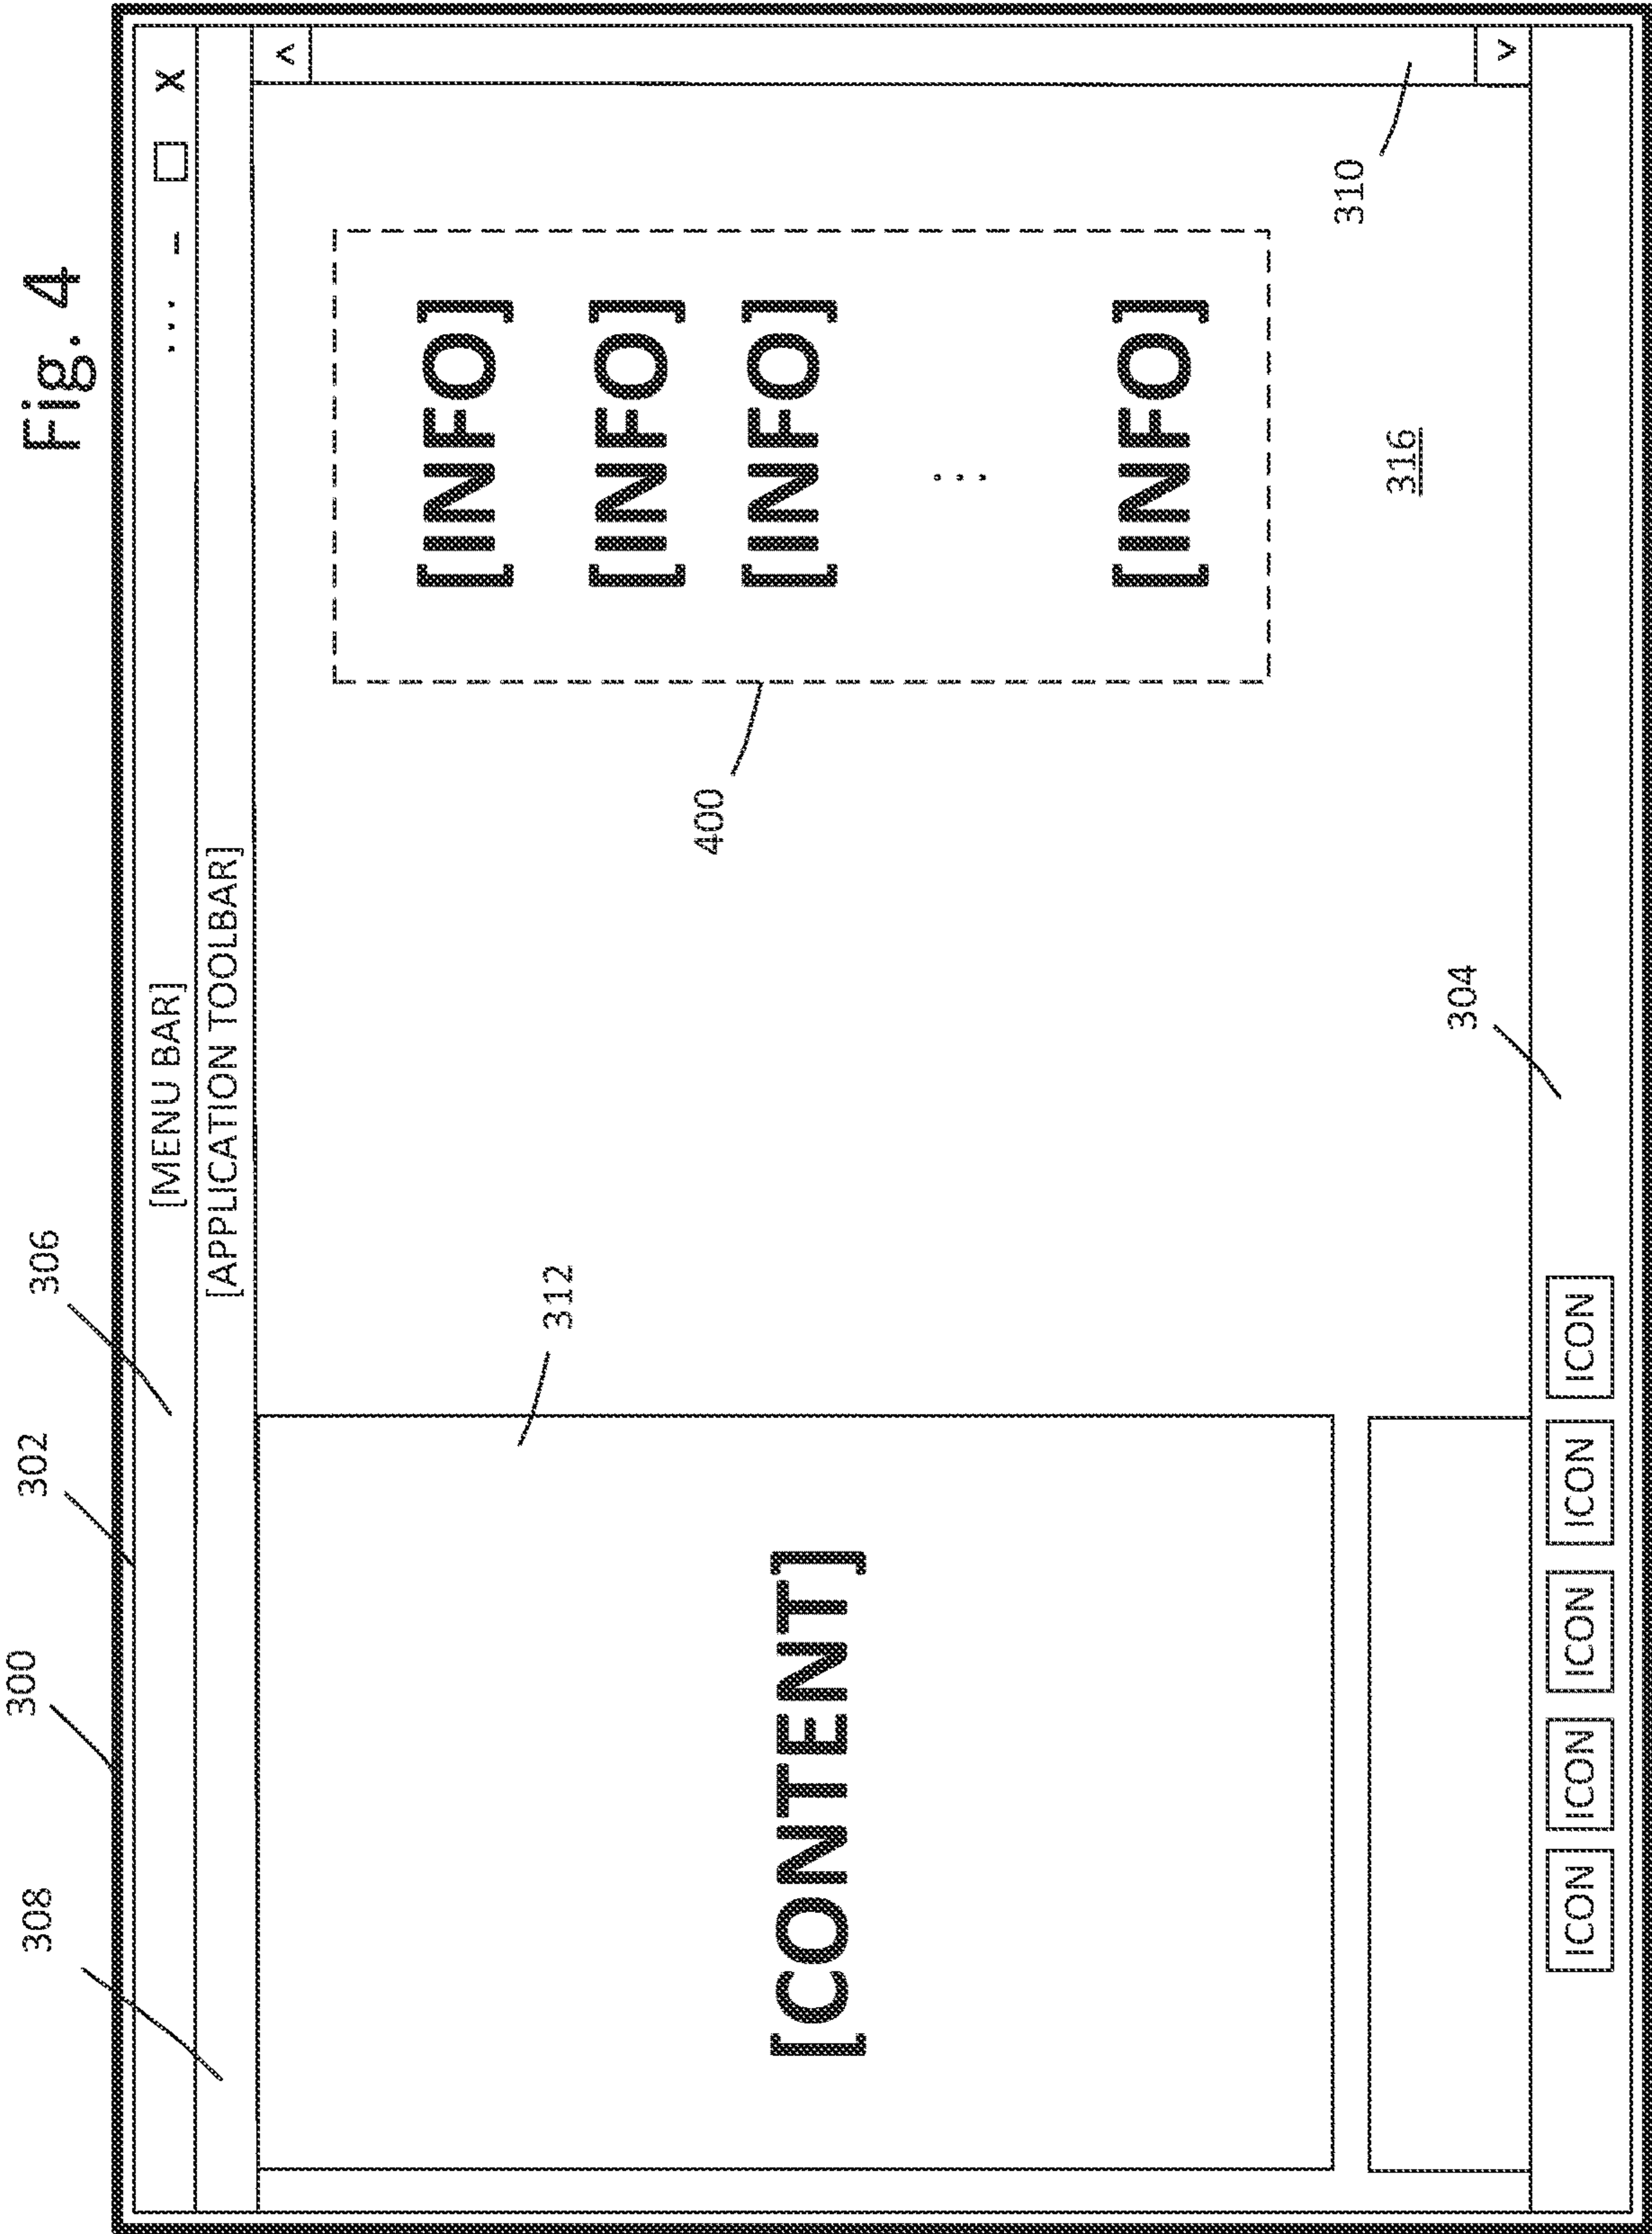 Fig. 4
308
300
302
306
[MENU BAR]
... – □ X
[APPLICATION TOOLBAR]
^
312
[CONTENT]
400
[INFO]
[INFO]
[INFO]
...
[INFO]
316
310
304
v
ICON ICON ICON ICON ICON